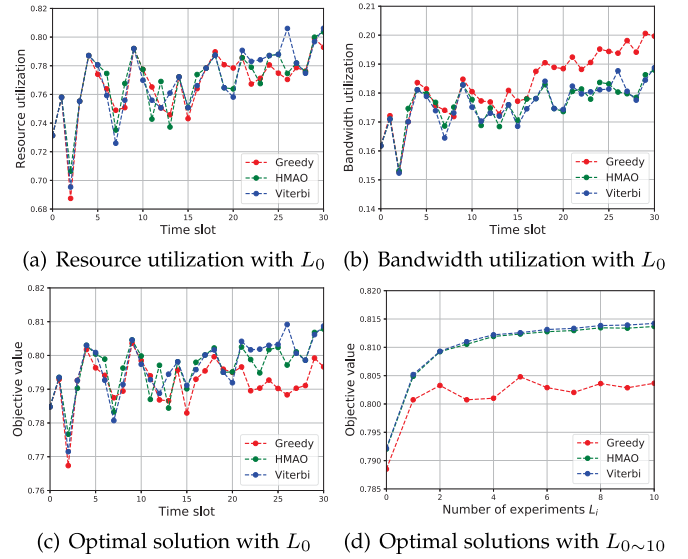 0.82
0.80
0.78
0.76
0.74
0.72
0.70
0.68
Resource utilization
0 5 10 15 20 25 30
Time slot
Greedy
HMAO
Viterbi
(a) Resource utilization with L0
0.21
0.20
0.19
0.18
0.17
0.16
0.15
0.14
Bandwidth utilization
0 5 10 15 20 25 30
Time slot
Greedy
HMAO
Viterbi
(b) Bandwidth utilization with L0
0.82
0.81
0.80
0.79
0.78
0.77
0.76
Objective value
0 5 10 15 20 25 30
Time slot
Greedy
HMAO
Viterbi
(c) Optimal solution with L0
0.820
0.815
0.810
0.805
0.800
0.795
0.790
0.785
Objective value
0 2 4 6 8 10
Number of experiments Li
Greedy
HMAO
Viterbi
(d) Optimal solutions with L0∼10